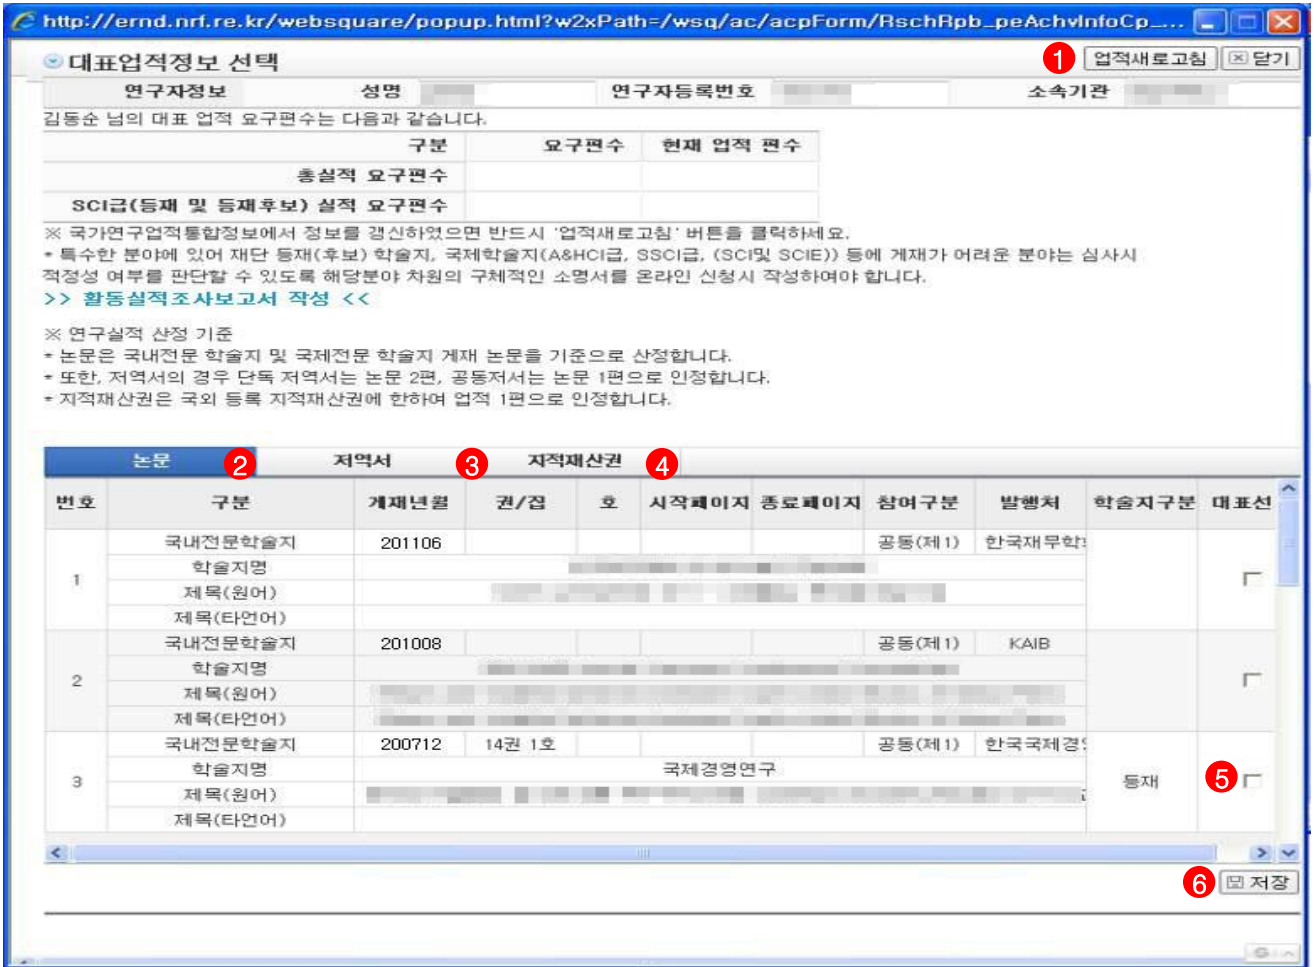 http://ernd.nrf.re.kr/websquare/popup.html?w2xPath=/wsq/ac/acpForm/RschRpb_peAchvInfoCp_...
대표업적정보 선택 1 업적새로고침 닫기
연구자정보 성명 연구자등록번호 소속기관
김동순 님의 대표 업적 요구편수는 다음과 같습니다.
구분 요구편수 현재 업적 편수
총실적 요구편수
SCI급(등재 및 등재후보) 실적 요구편수
※ 국가연구업적통합정보에서 정보를 갱신하였으면 반드시 '업적새로고침' 버튼을 클릭하세요.
* 특수한 분야에 있어 재단 등재(후보) 학술지, 국제학술지(A&HCI급, SSCI급, (SCI및 SCIE)) 등에 게재가 어려운 분야는 심사시
적정성 여부를 판단할 수 있도록 해당분야 차원의 구체적인 소명서를 온라인 신청시 작성하여야 합니다.
>> 활동실적조사보고서 작성 <<
※ 연구실적 산정 기준
* 논문은 국내전문 학술지 및 국제전문 학술지 게재 논문을 기준으로 산정합니다.
* 또한, 저역서의 경우 단독 저역서는 논문 2편, 공동저서는 논문 1편으로 인정합니다.
* 지적재산권은 국외 등록 지적재산권에 한하여 업적 1편으로 인정합니다.
논문 2 저역서 3 지적재산권 4
번호 구분 게재년월 권/집 호 시작페이지 종료페이지 참여구분 발행처 학술지구분 대표선
1 국내전문학술지 201106 공동(제1) 한국재무학
학술지명
제목(원어)
제목(타언어)
2 국내전문학술지 201008 공동(제1) KAIB
학술지명
제목(원어)
제목(타언어)
3 국내전문학술지 200712 14권 1호 공동(제1) 한국국제경영
학술지명 국제경영연구
등재 5
제목(원어)
제목(타언어)
6 저장